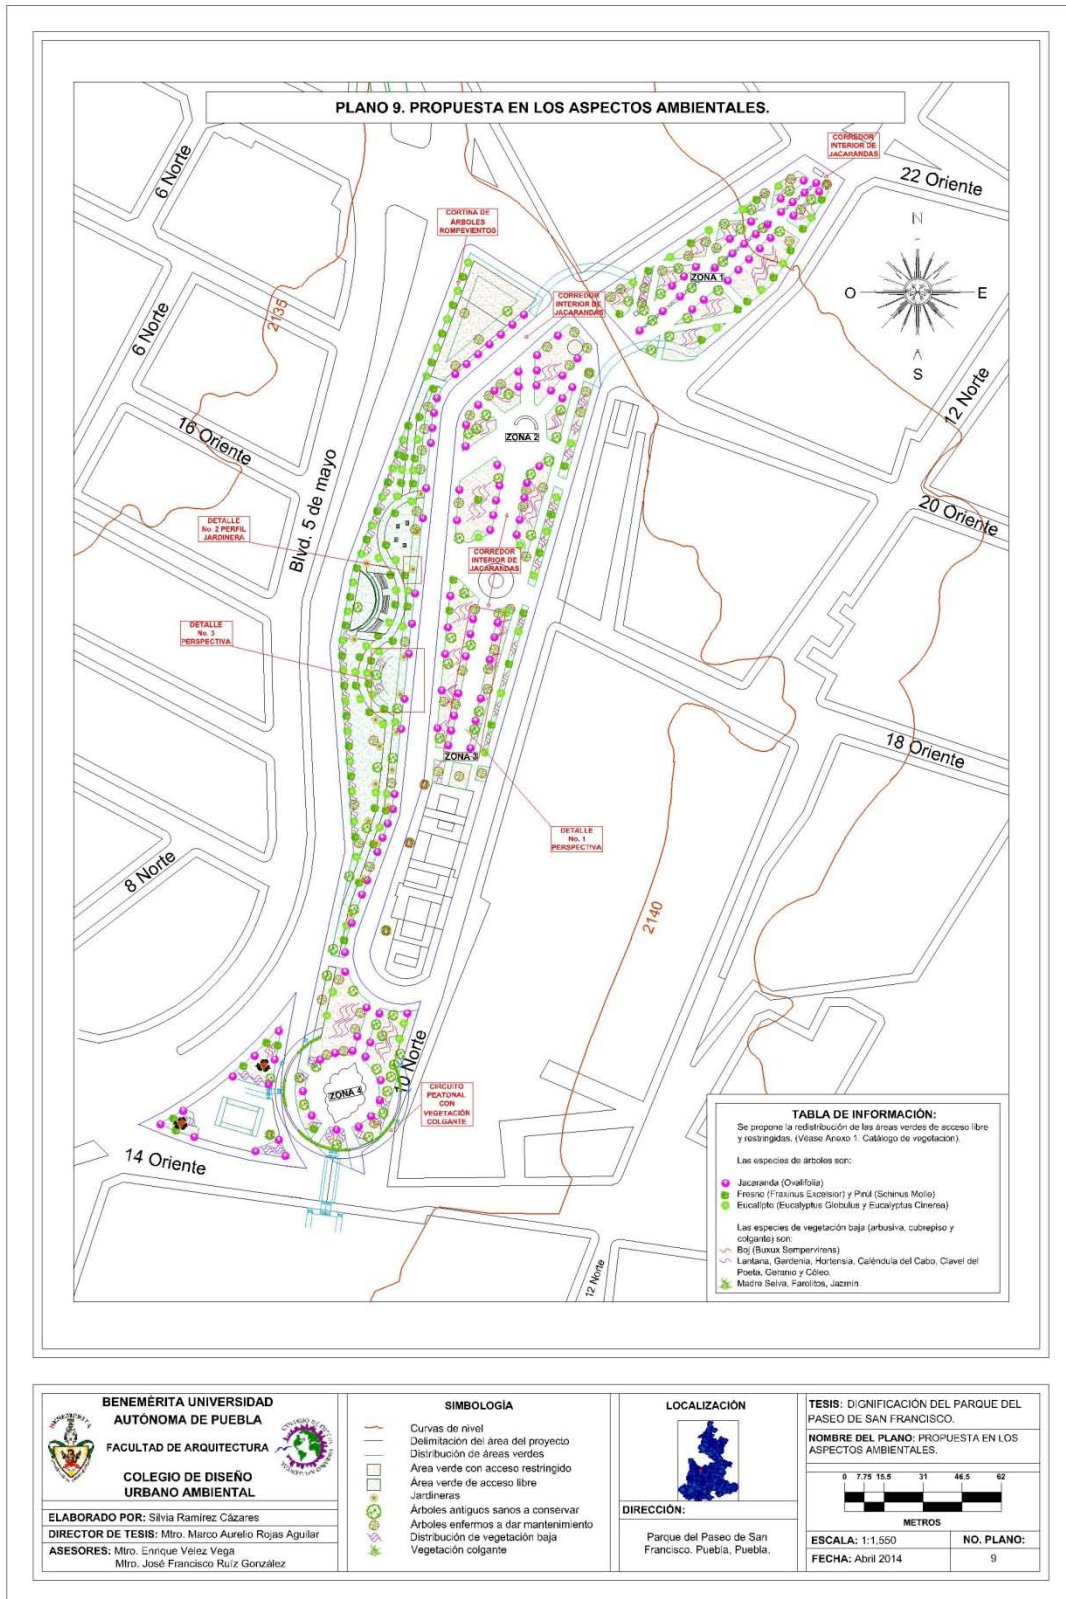 PLANO 9. PROPUESTA EN LOS ASPECTOS AMBIENTALES.
CORREDOR
INTERIOR DE
JACARANDAS
22 Oriente
6 Norte
CORTINA DE
ARBOLES
ROMPEVIENTOS
N
O
E
S
ZONA 1
CORREDOR
INTERIOR DE
JACARANDAS
2135
6 Norte
12 Norte
16 Oriente
ZONA 2
Blvd. 5 de mayo
20 Oriente
DETALLE
No. 2 PERFIL
JARDINERA
CORREDOR
INTERIOR DE
JACARANDAS
DETALLE
No. 3
PERSPECTIVA
18 Oriente
ZONA 3
DETALLE
No. 1
PERSPECTIVA
8 Norte
2140
10 Norte
ZONA 4
CIRCUITO
PEATONAL
CON
VEGETACIÓN
COLGANTE
14 Oriente
12 Norte
TABLA DE INFORMACIÓN:
Se propone la redistribución de las áreas verdes de acceso libre
y restringidas. (Véase Anexo 1. Catálogo de vegetación).
Las especies de árboles son:
Jacaranda (Ovalifolia)
Fresno (Fraxinus Excelsior) y Pirúl (Schinus Molle)
Eucalipto (Eucalyptus Globulus y Eucalyptus Cinerea)
Las especies de vegetación baja (arbusiva, cubrepiso y
colgante) son:
Boj (Buxux Sempervirens)
Lantana, Gardenia, Hortensia, Caléndula del Cabo, Clavel del
Poeta, Geranio y Cóleo.
Madre Selva, Farolitos, Jazmín.
BENEMÉRITA UNIVERSIDAD
AUTÓNOMA DE PUEBLA
FACULTAD DE ARQUITECTURA
COLEGIO DE DISEÑO
URBANO AMBIENTAL
ELABORADO POR: Silvia Ramírez Cázares
DIRECTOR DE TESIS: Mtro. Marco Aurelio Rojas Aguilar
ASESORES: Mtro. Enrique Vélez Vega
Mtro. José Francisco Ruíz González
SIMBOLOGÍA
Curvas de nivel
Delimitación del área del proyecto
Distribución de áreas verdes
Area verde con acceso restringido
Área verde de acceso libre
Jardineras
Árboles antiguos sanos a conservar
Arboles enfermos a dar mantenimiento
Distribución de vegetación baja
Vegetación colgante
LOCALIZACIÓN
DIRECCIÓN:
Parque del Paseo de San
Francisco. Puebla, Puebla.
TESIS: DIGNIFICACIÓN DEL PARQUE DEL
PASEO DE SAN FRANCISCO.
NOMBRE DEL PLANO: PROPUESTA EN LOS
ASPECTOS AMBIENTALES.
0 7.75 15.5 31 46.5 62
METROS
ESCALA: 1:1,550
NO. PLANO:
FECHA: Abril 2014
9